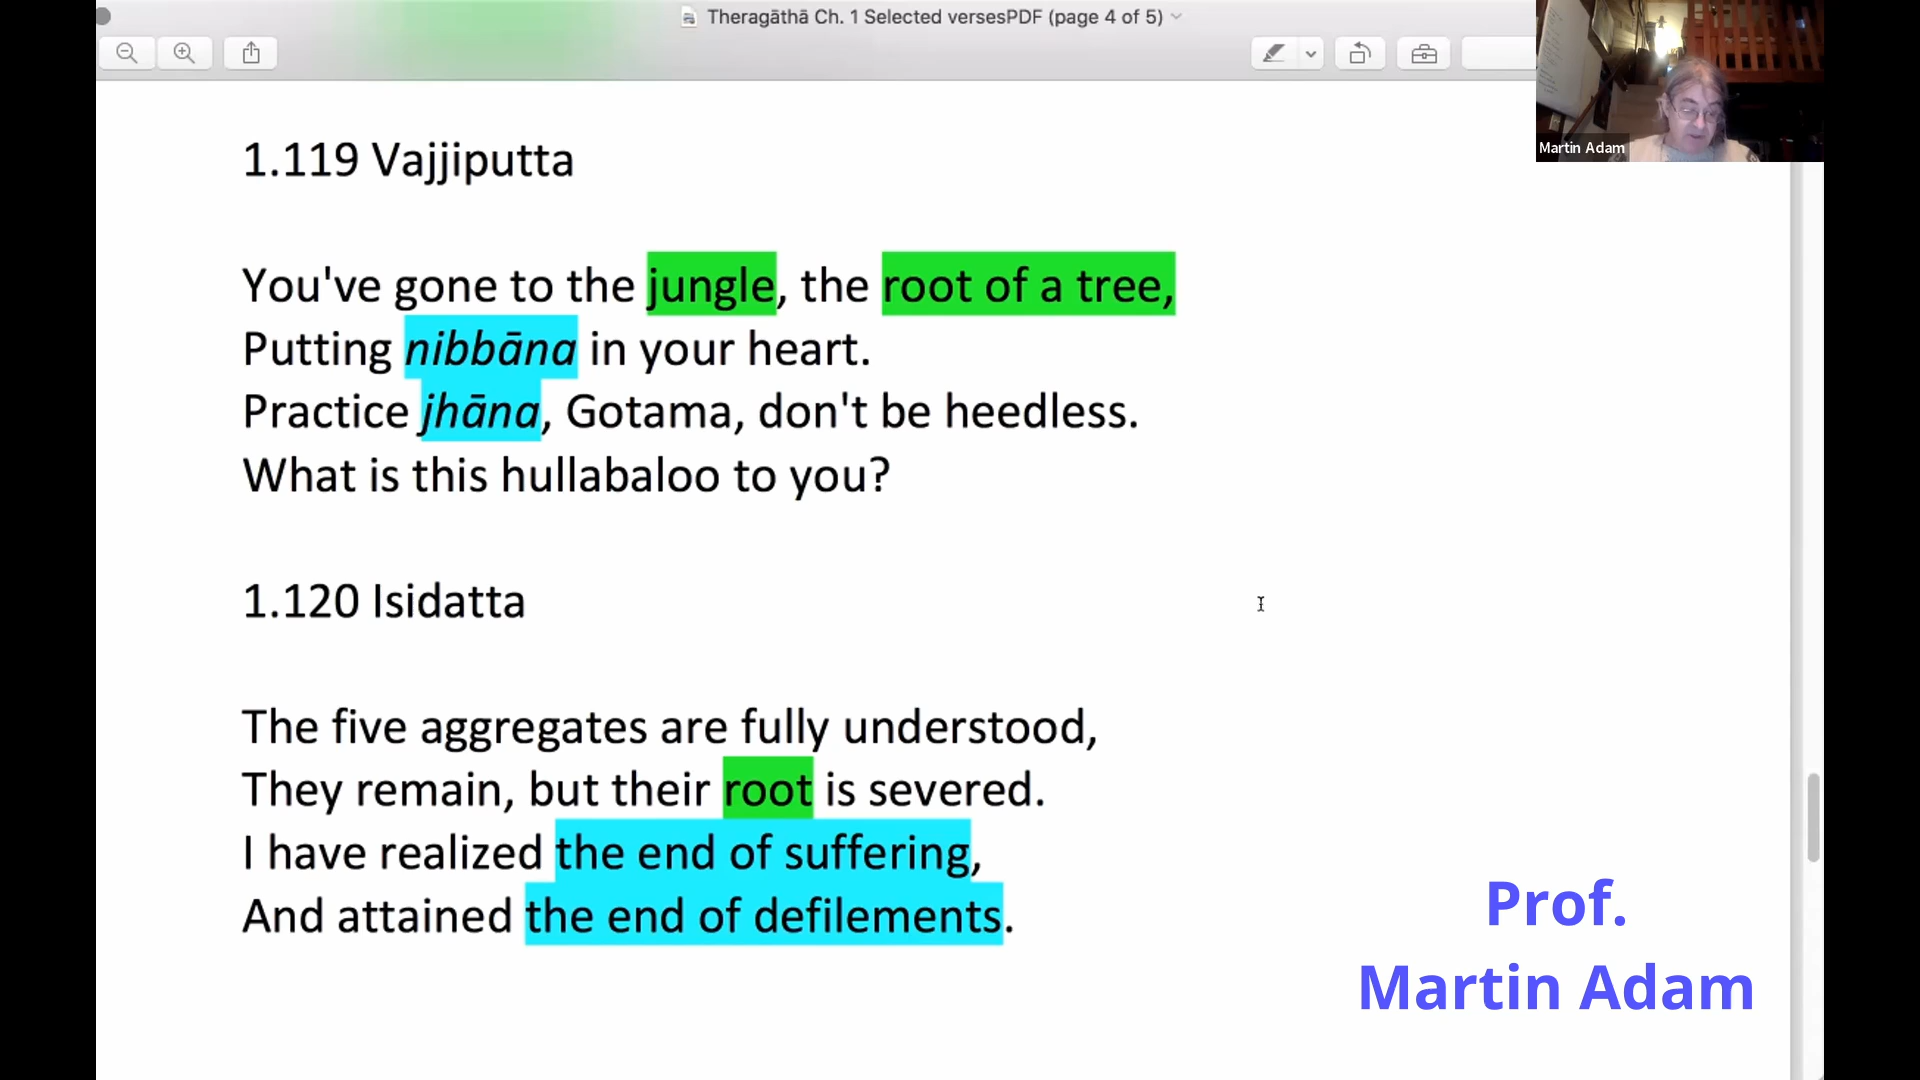 Theragāthā Ch. 1 Selected versesPDF (page 4 of 5)
Martin Adam
1.119 Vajjiputta
You've gone to the jungle, the root of a tree,
Putting nibbāna in your heart.
Practice jhāna, Gotama, don't be heedless.
What is this hullabaloo to you?
1.120 Isidatta
The five aggregates are fully understood,
They remain, but their root is severed.
I have realized the end of suffering,
And attained the end of defilements.
Prof.
Martin Adam